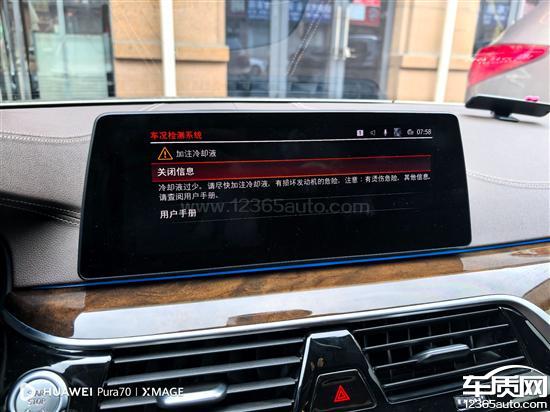 车况检测系统
1 07:58
加注冷却液
关闭信息
冷却液过少。请尽快加注冷却液，有损坏发动机的危险。注意：有烫伤危险。其他信息，
请查阅用户手册。
www.12365auto.com
用户手册
START
STOP
HUAWEI Pura70 | XMAGE
车质网
12365auto.com